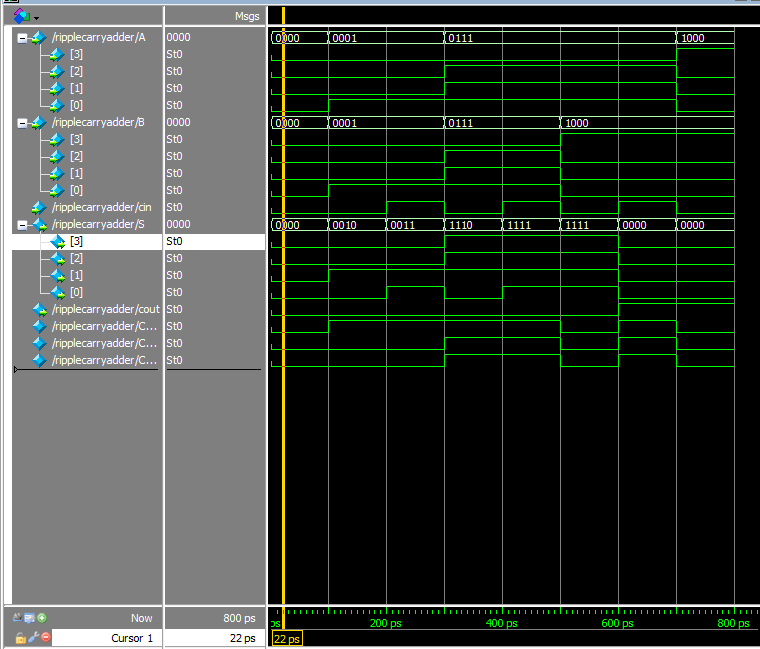 Msgs
/ripplecarryadder/A 0000 0000 0001 0111 1000
[3] St0
[2] St0
[1] St0
[0] St0
/ripplecarryadder/B 0000 0000 0001 0111 1000
[3] St0
[2] St0
[1] St0
[0] St0
/ripplecarryadder/cin St0
/ripplecarryadder/S 0000 0000 0010 0011 1110 1111 1111 0000 0000
[3] St0
[2] St0
[1] St0
[0] St0
/ripplecarryadder/cout St0
/ripplecarryadder/C... St0
/ripplecarryadder/C... St0
/ripplecarryadder/C... St0
Now 800 ps ps 200 ps 400 ps 600 ps 800 ps
Cursor 1 22 ps 22 ps